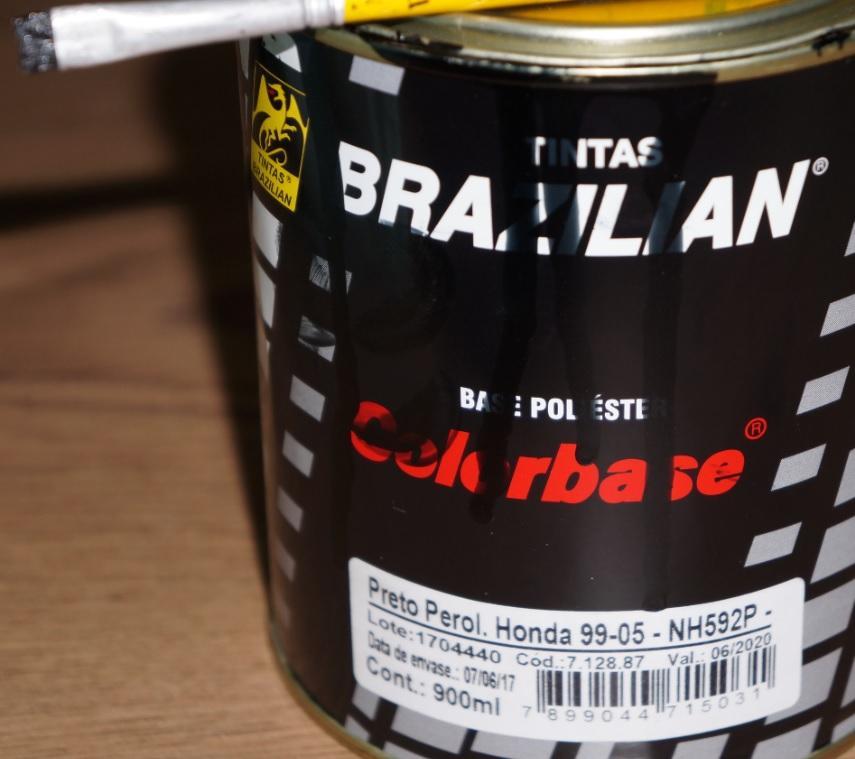 TINTAS
BRAZILIAN®
TINTAS®
BRAZILIAN
BASE POLIÉSTER
Colorbase®
Preto Perol. Honda 99-05 - NH592P -
Lote:1704440 Cód.:7.128.87 Val.: 06/2020
Data de envase.: 07/06/17
Cont.: 900ml
7 899044 715031